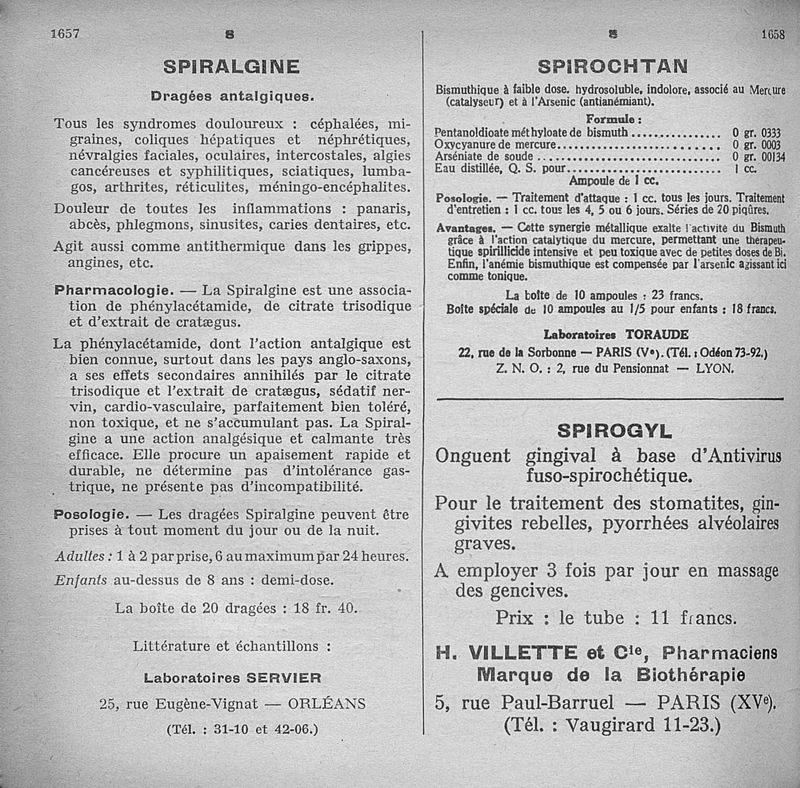 1657
S
SPIRALGINE
Dragées antalgiques.
Tous les syndromes douloureux : céphalées, mi-
graines, coliques hépatiques et néphrétiques,
névralgies faciales, oculaires, intercostales, algies
cancéreuses et syphilitiques, sciatiques, lumba-
gos, arthrites, réticulites, méningo-encéphalites.
Douleur de toutes les inflammations : panaris,
abcès, phlegmons, sinusites, caries dentaires, etc.
Agit aussi comme antithermique dans les grippes,
angines, etc.
Pharmacologie. — La Spiralgine est une associa-
tion de phénylacétamide, de citrate trisodique
et d'extrait de cratægus.
La phénylacétamide, dont l'action antalgique est
bien connue, surtout dans les pays anglo-saxons,
a ses effets secondaires annihilés par le citrate
trisodique et l'extrait de cratægus, sédatif ner-
vin, cardio-vasculaire, parfaitement bien toléré,
non toxique, et ne s'accumulant pas. La Spiral-
gine a une action analgésique et calmante très
efficace. Elle procure un apaisement rapide et
durable, ne détermine pas d'intolérance gas-
trique, ne présente pas d'incompatibilité.
Posologie. — Les dragées Spiralgine peuvent être
prises à tout moment du jour ou de la nuit.
Adultes : 1 à 2 par prise, 6 au maximum par 24 heures.
Enfants au-dessus de 8 ans : demi-dose.
La boîte de 20 dragées : 18 fr. 40.
Littérature et échantillons :
Laboratoires SERVIER
25, rue Eugène-Vignat — ORLÉANS
(Tél. : 31-10 et 42-06.)
S
1658
SPIROCHTAN
Bismuthique à faible dose, hydrosoluble, indolore, associé au Mercure
(catalyseur) et à l'Arsenic (antianémiant).
Formule :
Pentanoldioate méthyloate de bismuth ................ 0 gr. 0333
Oxycyanure de mercure............................ 0 gr. 0003
Arséniate de soude ............................... 0 gr. 00134
Eau distillée, Q. S. pour.......................... 1 cc.
Ampoule de 1 cc.
Posologie. — Traitement d'attaque : 1 cc. tous les jours. Traitement
d'entretien : 1 cc. tous les 4, 5 ou 6 jours. Séries de 20 piqûres.
Avantages. — Cette synergie métallique exalte l'activité du Bismuth
grâce à l'action catalytique du mercure, permettant une thérapeu-
tique spirillicide intensive et peu toxique avec de petites doses de Bi.
Enfin, l'anémie bismuthique est compensée par l'arsenic agissant ici
comme tonique.
La boîte de 10 ampoules : 23 francs.
Boîte spéciale de 10 ampoules au 1/5 pour enfants : 18 francs.
Laboratoires TORAUDE
22, rue de la Sorbonne — PARIS (Ve). (Tél. : Odéon 73-92.)
Z. N. O. : 2, rue du Pensionnat — LYON.
SPIROGYL
Onguent gingival à base d'Antivirus
fuso-spirochétique.
Pour le traitement des stomatites, gin-
givites rebelles, pyorrhées alvéolaires
graves.
A employer 3 fois par jour en massage
des gencives.
Prix : le tube : 11 francs.
H. VILLETTE et Cie, Pharmaciens
Marque de la Biothérapie
5, rue Paul-Barruel — PARIS (XVe).
(Tél. : Vaugirard 11-23.)